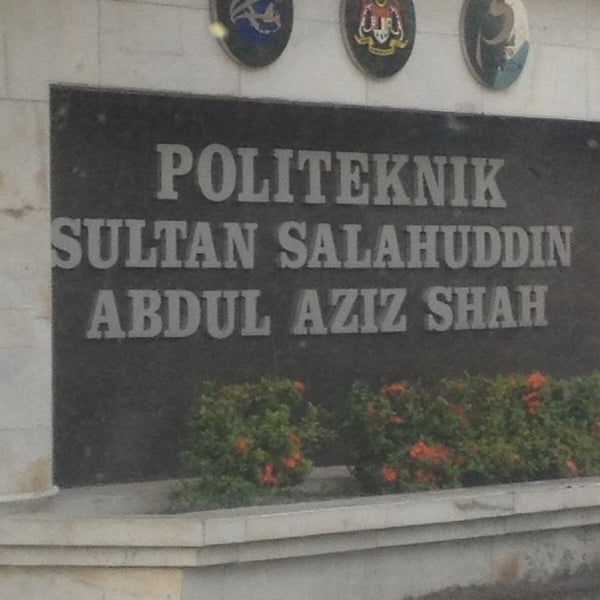 POLITEKNIK
SULTAN SALAHUDDIN
ABDUL AZIZ SHAH